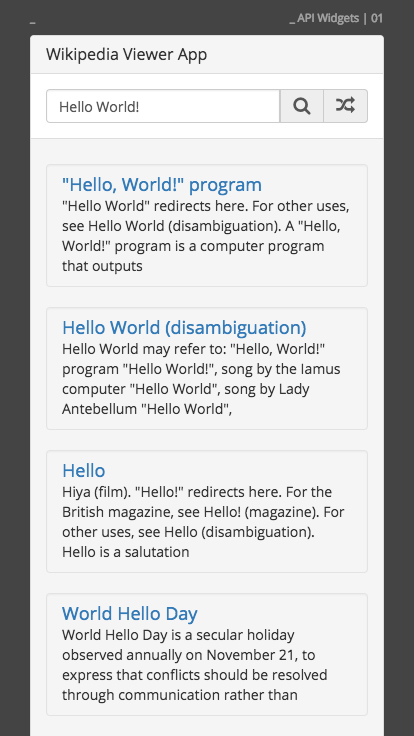 _ _ API Widgets | 01
Wikipedia Viewer App
Hello World!
"Hello, World!" program
"Hello World" redirects here. For other uses,
see Hello World (disambiguation). A "Hello,
World!" program is a computer program
that outputs
Hello World (disambiguation)
Hello World may refer to: "Hello, World!"
program "Hello World!", song by the Iamus
computer "Hello World", song by Lady
Antebellum "Hello World",
Hello
Hiya (film). "Hello!" redirects here. For the
British magazine, see Hello! (magazine). For
other uses, see Hello (disambiguation).
Hello is a salutation
World Hello Day
World Hello Day is a secular holiday
observed annually on November 21, to
express that conflicts should be resolved
through communication rather than